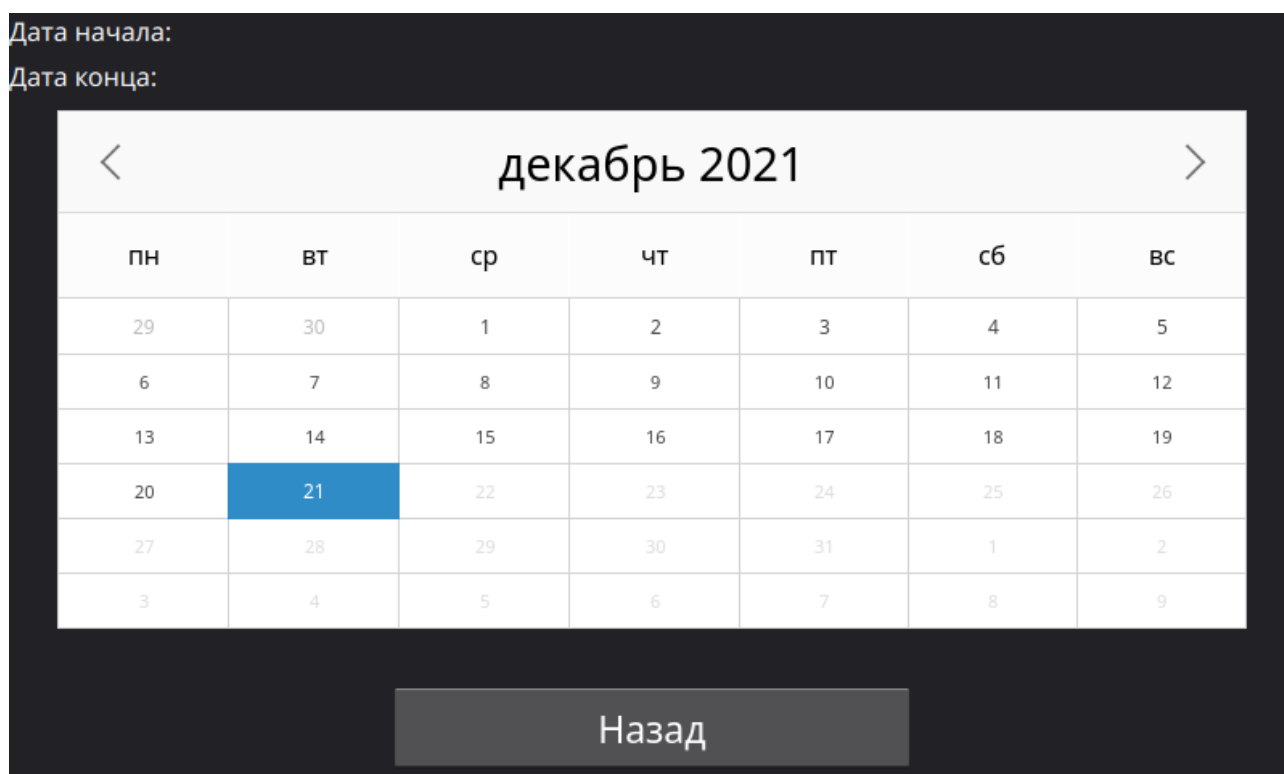 Дата начала:
Дата конца:
< декабрь 2021 >
пн вт ср чт пт сб вс
29 30 1 2 3 4 5
6 7 8 9 10 11 12
13 14 15 16 17 18 19
20 21 22 23 24 25 26
27 28 29 30 31 1 2
3 4 5 6 7 8 9
Назад